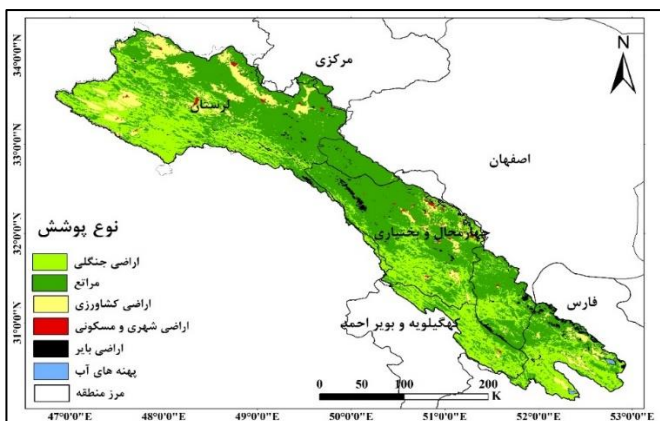 N
مرکزی
لرستان
اصفهان
چهارمحال و بختیاری
فارس
کهگیلویه و بویر احمد
نوع پوشش
اراضی جنگلی
مراتع
اراضی کشاورزی
اراضی شهری و مسکونی
اراضی بایر
پهنه های آب
مرز منطقه
0 50 100 200
K
34°0'0"N
33°0'0"N
32°0'0"N
31°0'0"N
47°0'0"E 48°0'0"E 49°0'0"E 50°0'0"E 51°0'0"E 52°0'0"E 53°0'0"E